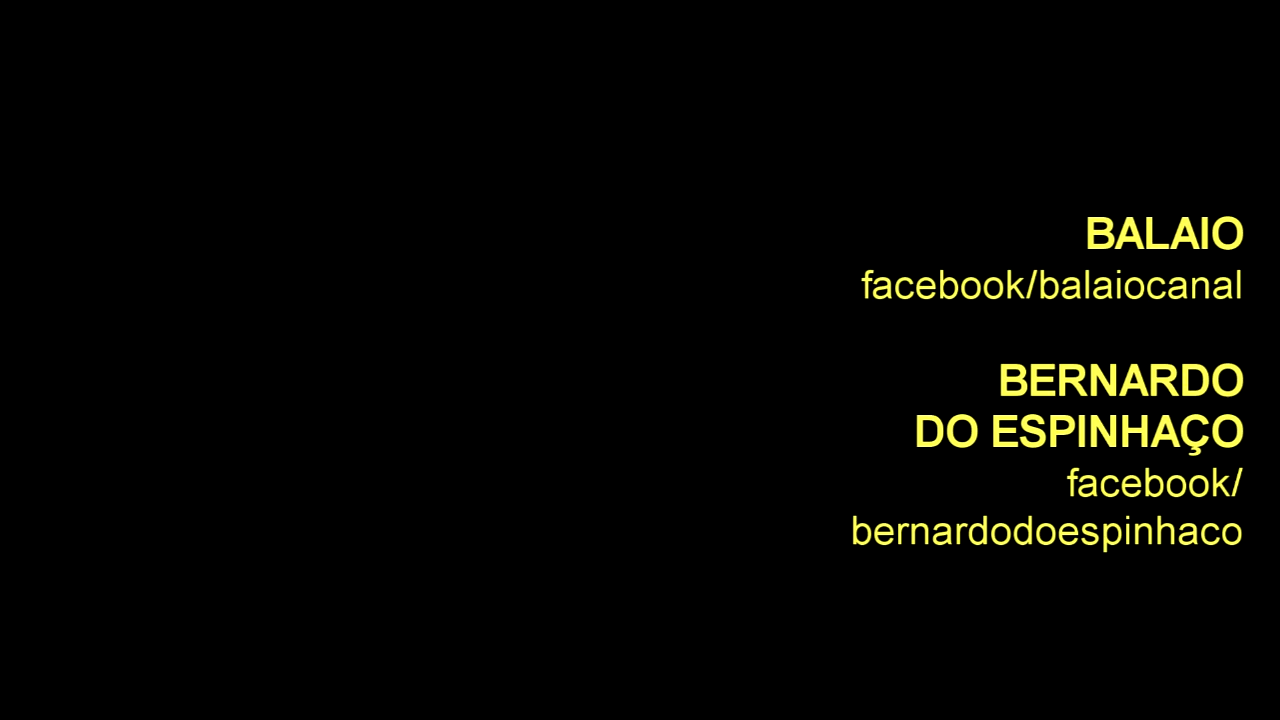 BALAIO
facebook/balaiocanal
BERNARDO
DO ESPINHAÇO
facebook/
bernardodoespinhaco